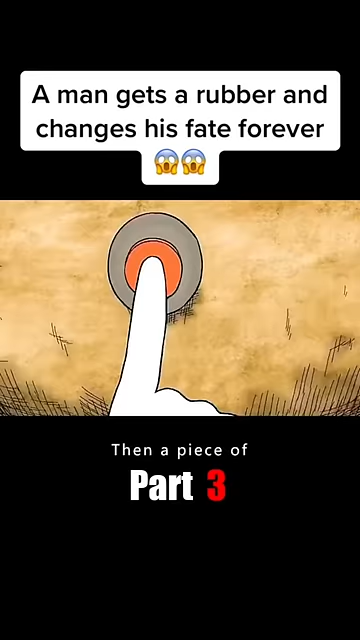 A man gets a rubber and
changes his fate forever
😱😱
Then a piece of
Part 3